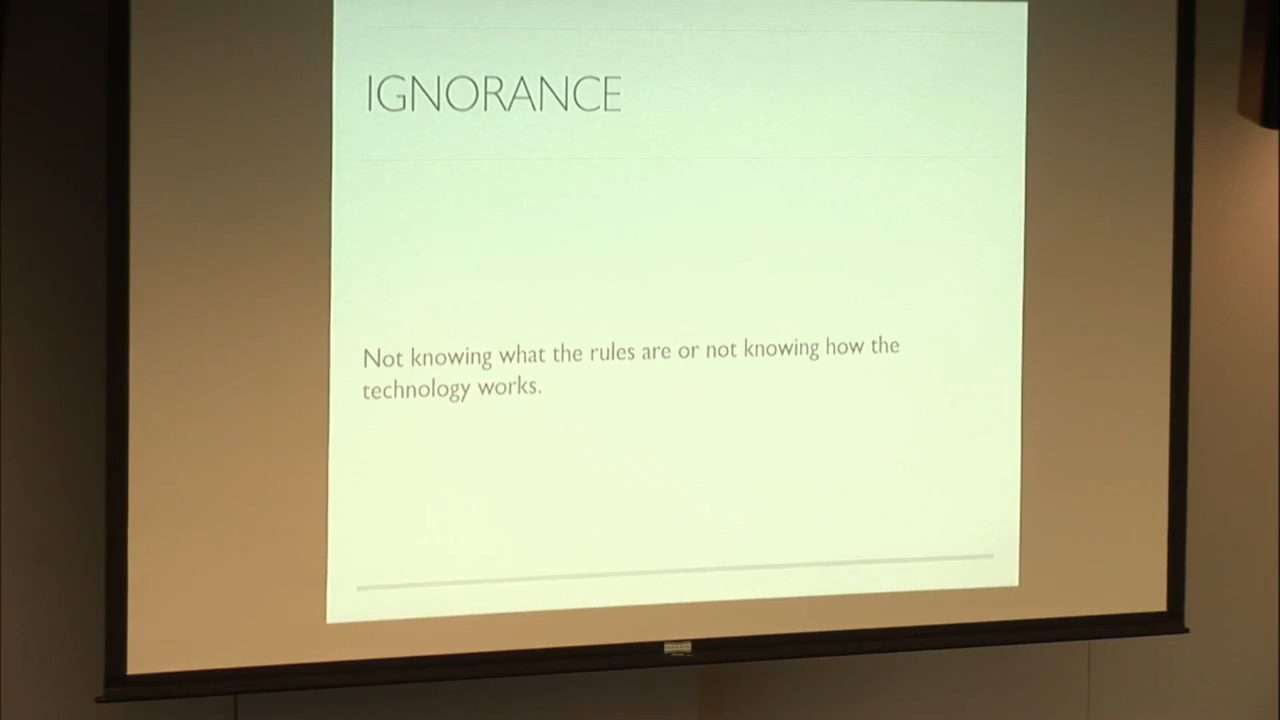 IGNORANCE
Not knowing what the rules are or not knowing how the
technology works.